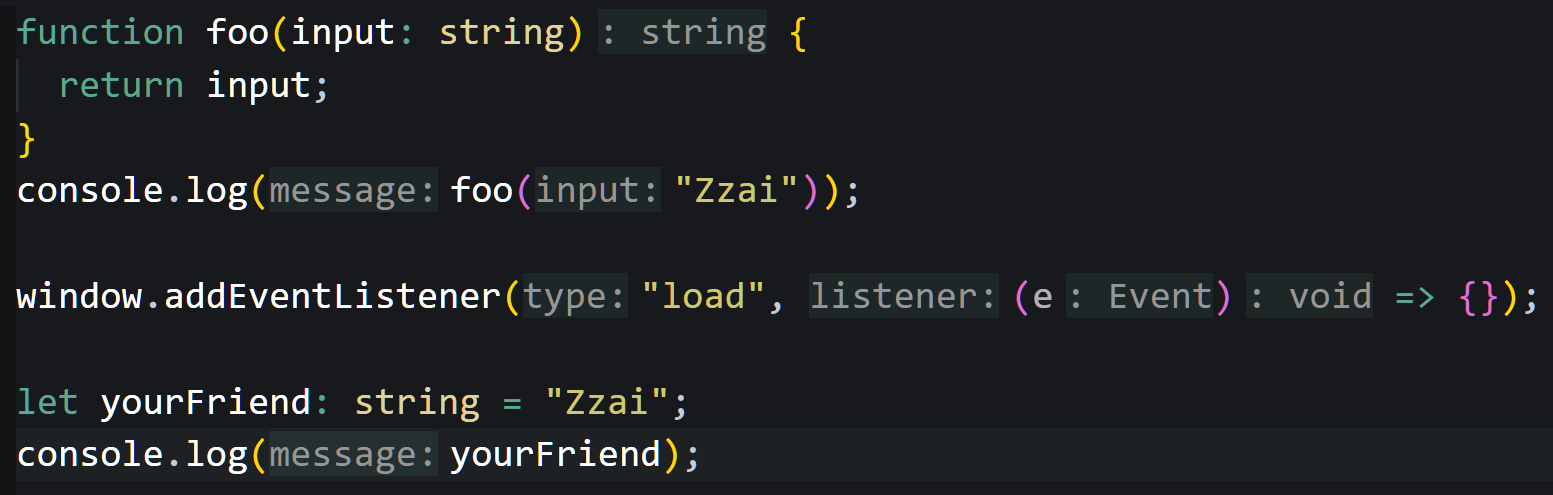 function foo(input: string): string {
  return input;
}
console.log(message: foo(input: "Zzai"));
window.addEventListener(type: "load", listener: (e: Event): void => {});
let yourFriend: string = "Zzai";
console.log(message: yourFriend);